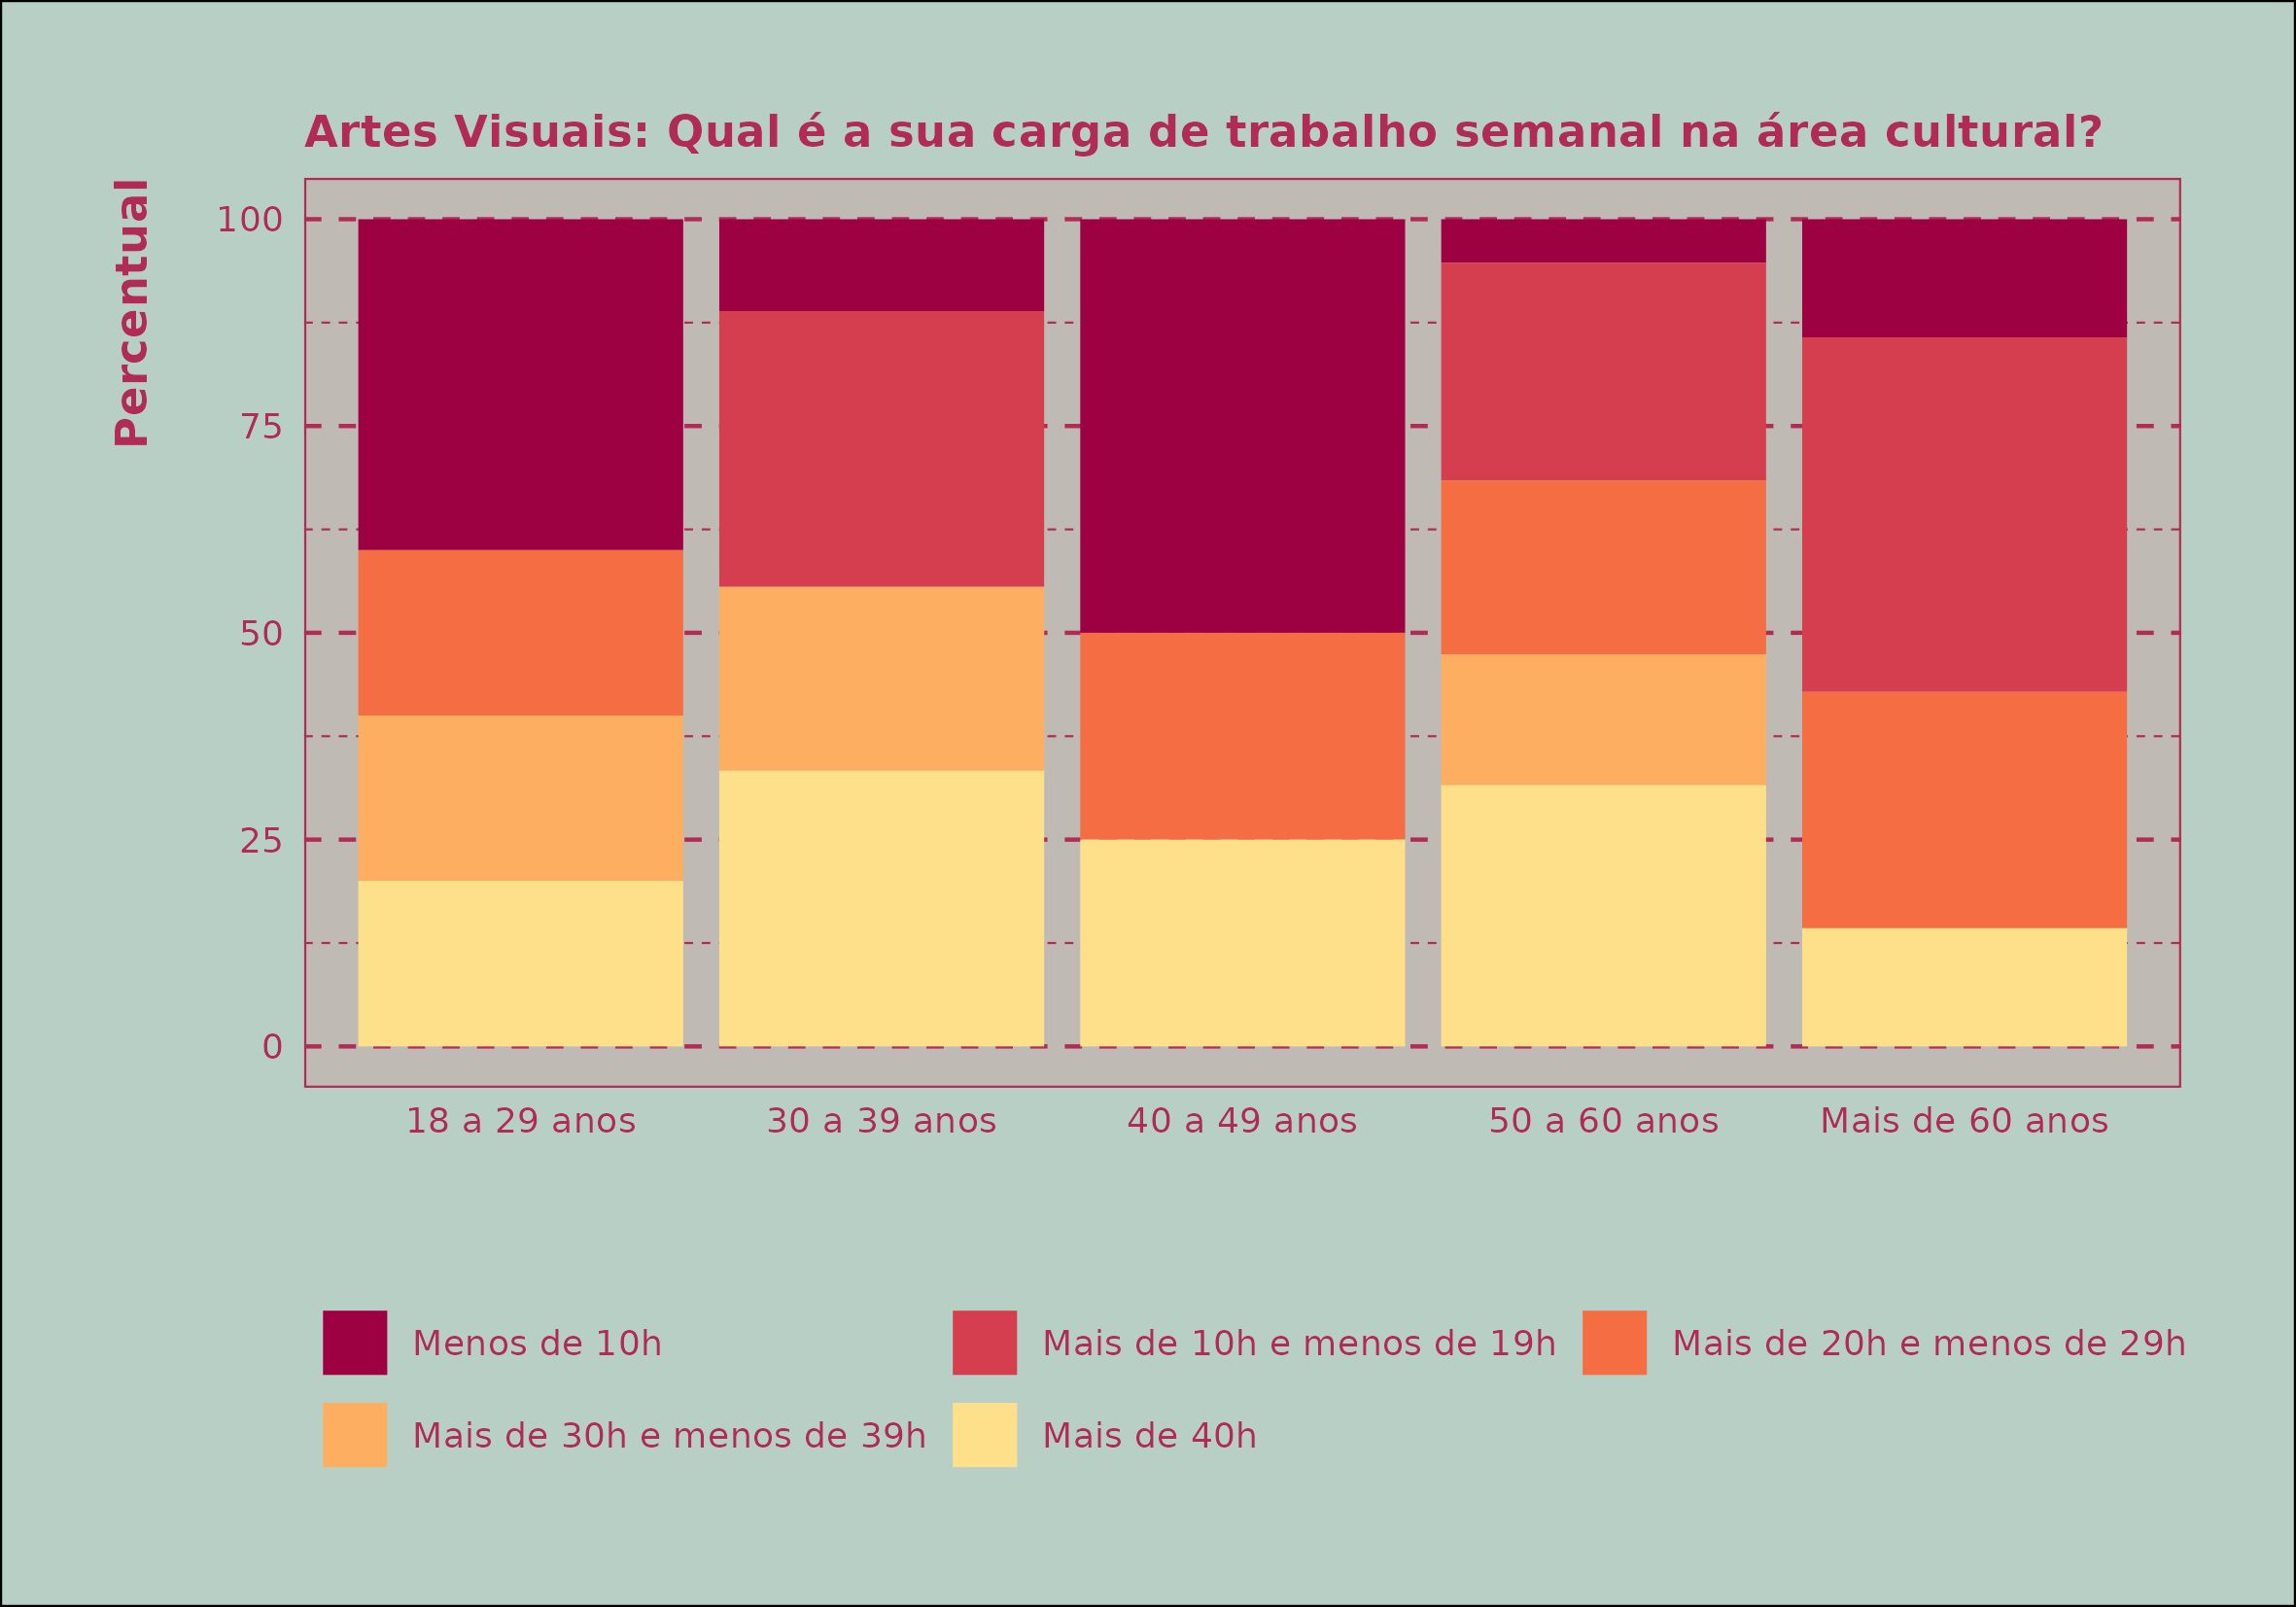 Artes Visuais: Qual é a sua carga de trabalho semanal na área cultural?
Percentual
100
75
50
25
0
18 a 29 anos
30 a 39 anos
40 a 49 anos
50 a 60 anos
Mais de 60 anos
Menos de 10h
Mais de 10h e menos de 19h
Mais de 20h e menos de 29h
Mais de 30h e menos de 39h
Mais de 40h